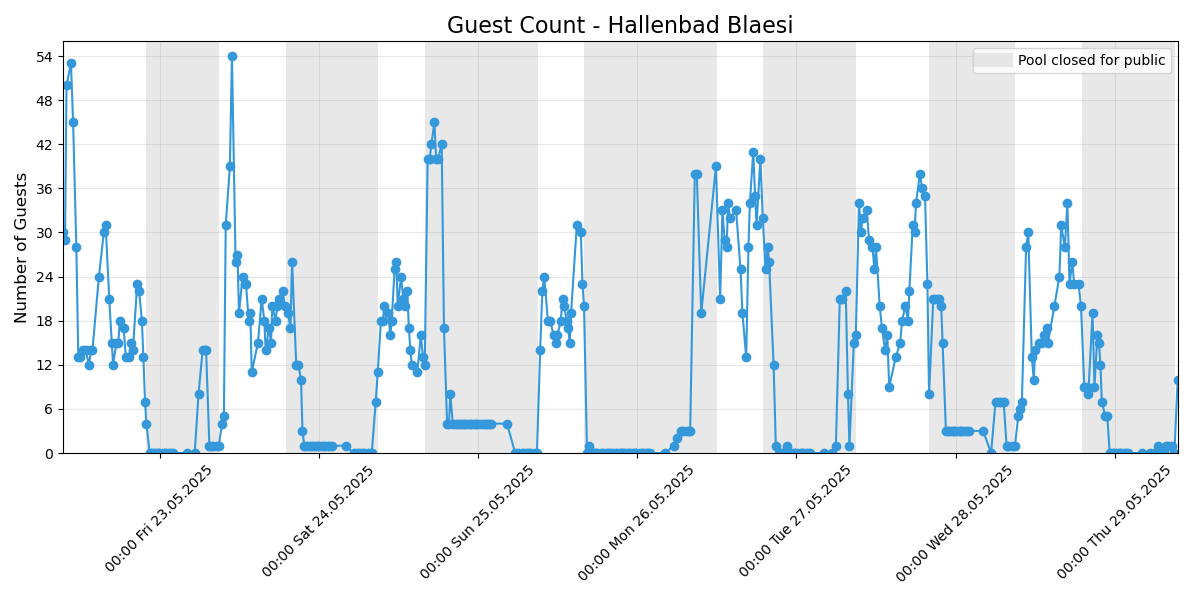 Guest Count - Hallenbad Blaesi
Pool closed for public
Number of Guests
54
48
42
36
30
24
18
12
6
0
00:00 Fri 23.05.2025
00:00 Sat 24.05.2025
00:00 Sun 25.05.2025
00:00 Mon 26.05.2025
00:00 Tue 27.05.2025
00:00 Wed 28.05.2025
00:00 Thu 29.05.2025